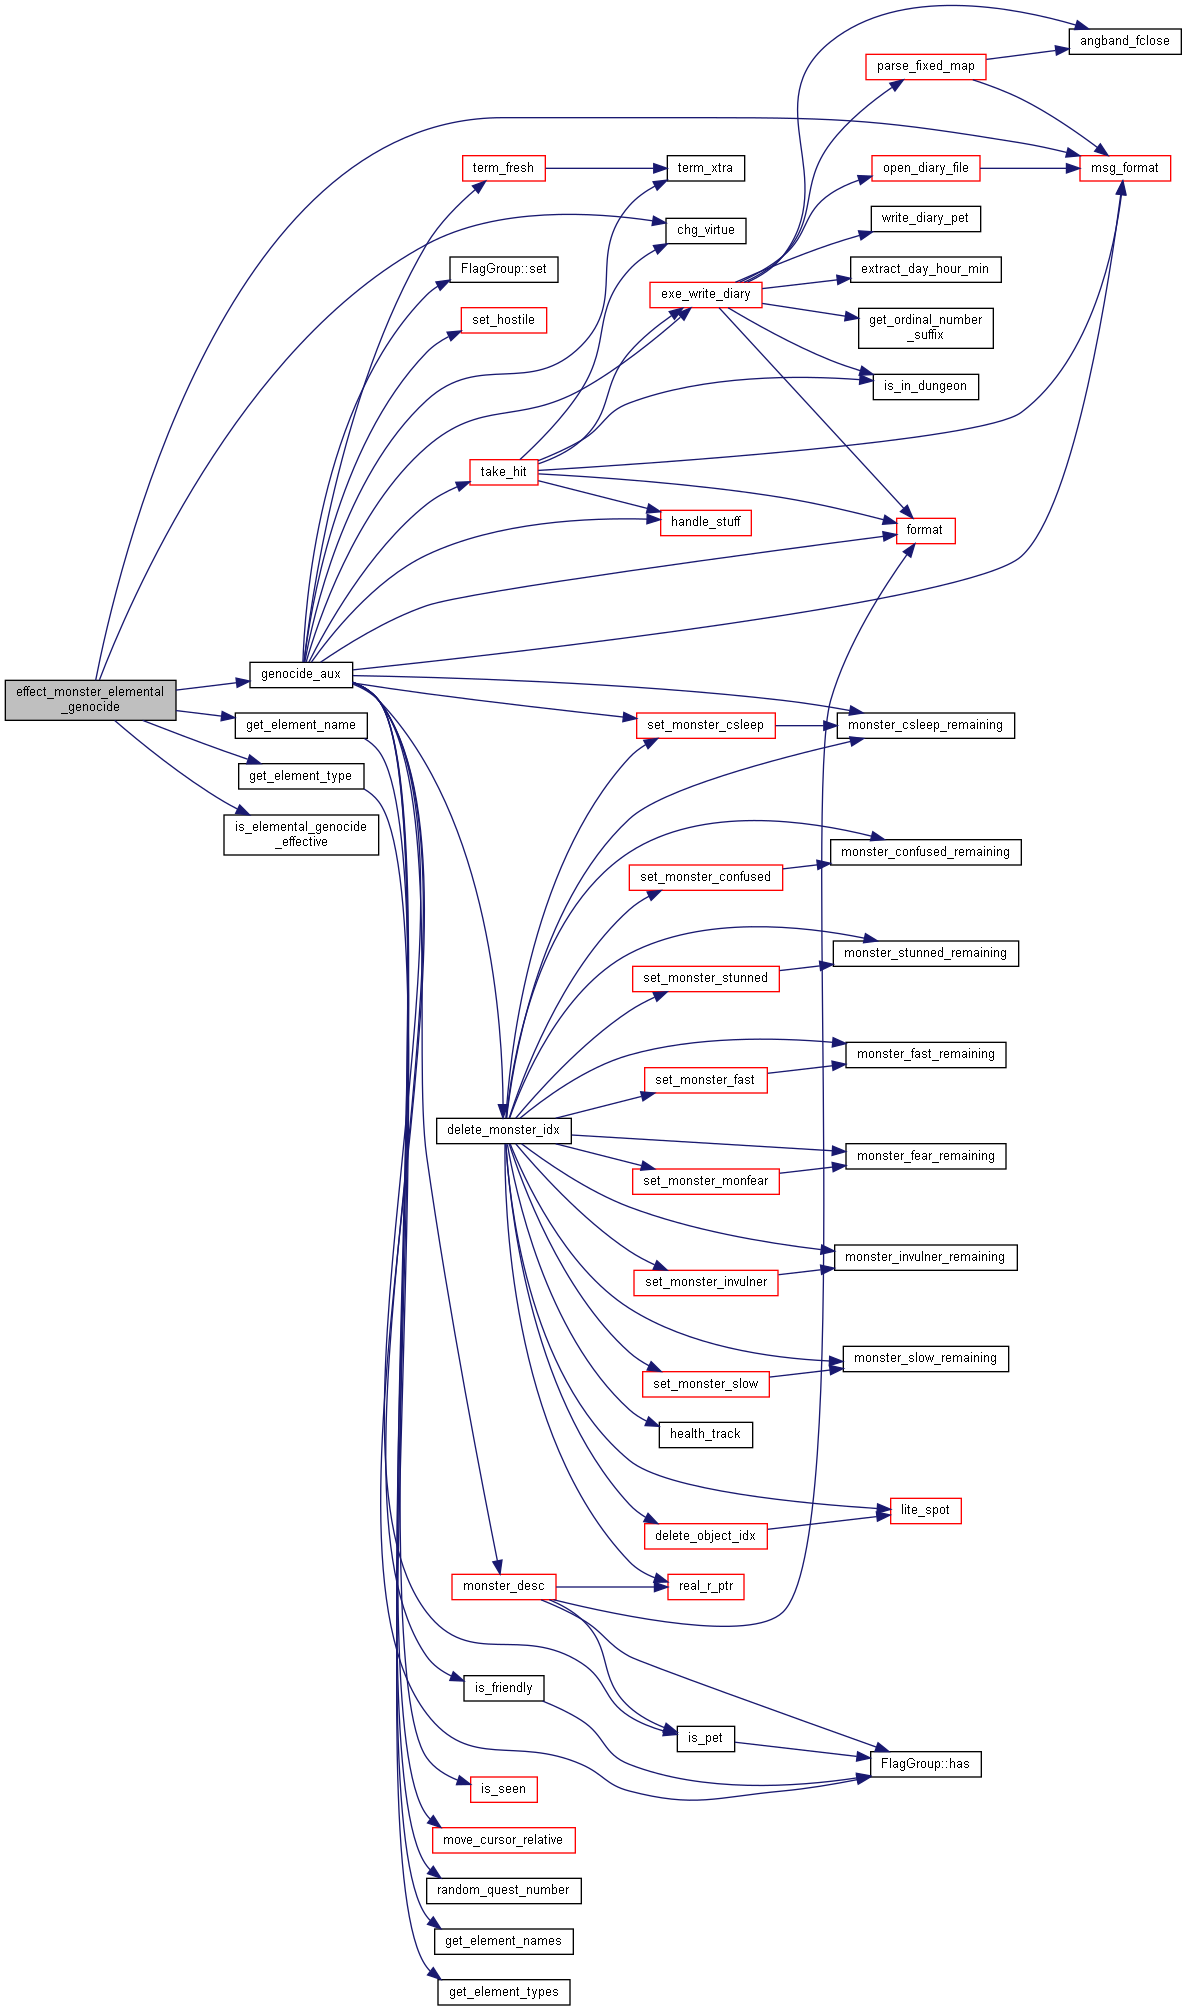 angband_fclose
parse_fixed_map
term_fresh
term_xtra
open_diary_file
msg_format
write_diary_pet
chg_virtue
FlagGroup::set
extract_day_hour_min
exe_write_diary
set_hostile
get_ordinal_number
_suffix
is_in_dungeon
take_hit
handle_stuff
format
genocide_aux
effect_monster_elemental
_genocide
get_element_name
set_monster_csleep
monster_csleep_remaining
get_element_type
is_elemental_genocide
_effective
monster_confused_remaining
set_monster_confused
monster_stunned_remaining
set_monster_stunned
monster_fast_remaining
set_monster_fast
delete_monster_idx
monster_fear_remaining
set_monster_monfear
monster_invulner_remaining
set_monster_invulner
monster_slow_remaining
set_monster_slow
health_track
lite_spot
delete_object_idx
monster_desc
real_r_ptr
is_friendly
is_pet
FlagGroup::has
is_seen
move_cursor_relative
random_quest_number
get_element_names
get_element_types